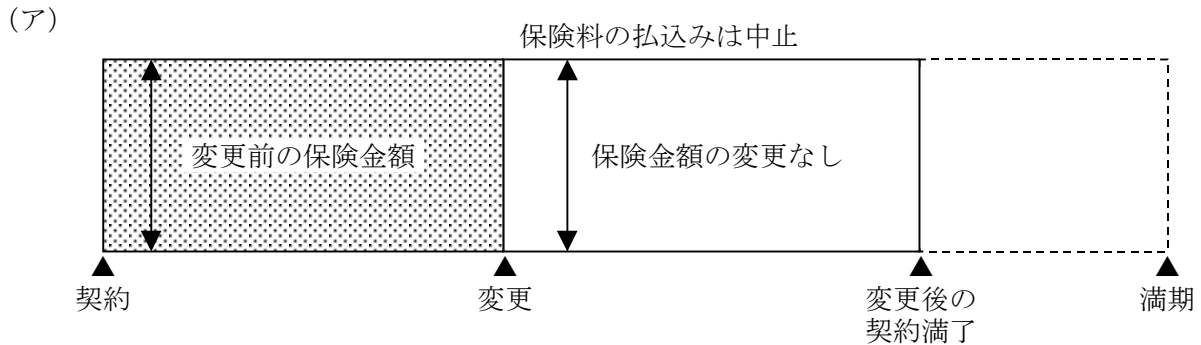 (ア)
保険料の払込みは中止
変更前の保険金額
保険金額の変更なし
契約
変更
変更後の
契約満了
満期